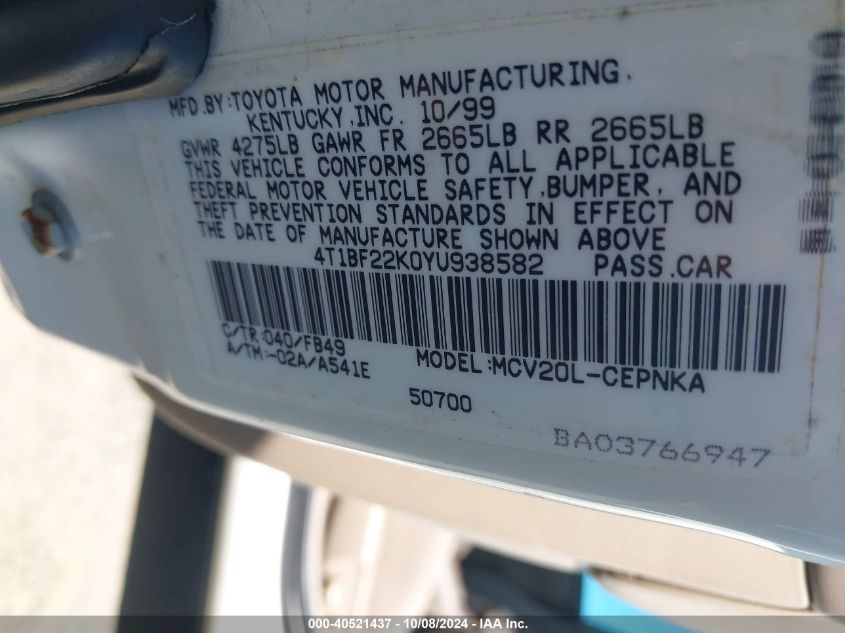 MFD.BY:TOYOTA MOTOR MANUFACTURING,
KENTUCKY,INC. 10/99
GVWR 4275LB GAWR FR 2665LB RR 2665LB
THIS VEHICLE CONFORMS TO ALL APPLICABLE
FEDERAL MOTOR VEHICLE SAFETY,BUMPER, AND
THEFT PREVENTION STANDARDS IN EFFECT ON
THE DATE OF MANUFACTURE SHOWN ABOVE
4T1BF22K0YU938582 PASS.CAR
C/TR:040/FB49
A/TM:-02A/A541E
MODEL:MCV20L-CEPNKA
50700
BA03766947
000-40521437 - 10/08/2024 - IAA Inc.